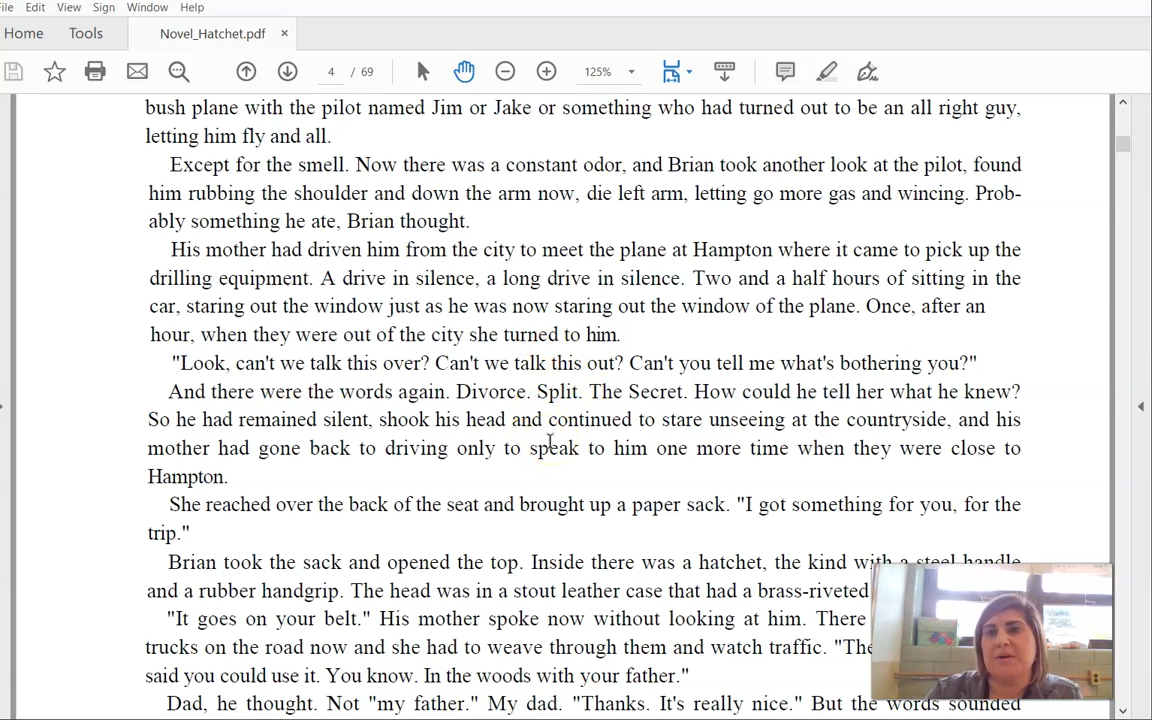 File Edit View Sign Window Help
Home Tools Novel_Hatchet.pdf ×
4 / 69 125%
bush plane with the pilot named Jim or Jake or something who had turned out to be an all right guy,
letting him fly and all.
Except for the smell. Now there was a constant odor, and Brian took another look at the pilot, found
him rubbing the shoulder and down the arm now, die left arm, letting go more gas and wincing. Prob-
ably something he ate, Brian thought.
His mother had driven him from the city to meet the plane at Hampton where it came to pick up the
drilling equipment. A drive in silence, a long drive in silence. Two and a half hours of sitting in the
car, staring out the window just as he was now staring out the window of the plane. Once, after an
hour, when they were out of the city she turned to him.
"Look, can't we talk this over? Can't we talk this out? Can't you tell me what's bothering you?"
And there were the words again. Divorce. Split. The Secret. How could he tell her what he knew?
So he had remained silent, shook his head and continued to stare unseeing at the countryside, and his
mother had gone back to driving only to speak to him one more time when they were close to
Hampton.
She reached over the back of the seat and brought up a paper sack. "I got something for you, for the
trip."
Brian took the sack and opened the top. Inside there was a hatchet, the kind with a steel handle
and a rubber handgrip. The head was in a stout leather case that had a brass-riveted
"It goes on your belt." His mother spoke now without looking at him. There
trucks on the road now and she had to weave through them and watch traffic. "The
said you could use it. You know. In the woods with your father."
Dad, he thought. Not "my father." My dad. "Thanks. It's really nice." But the words sounded